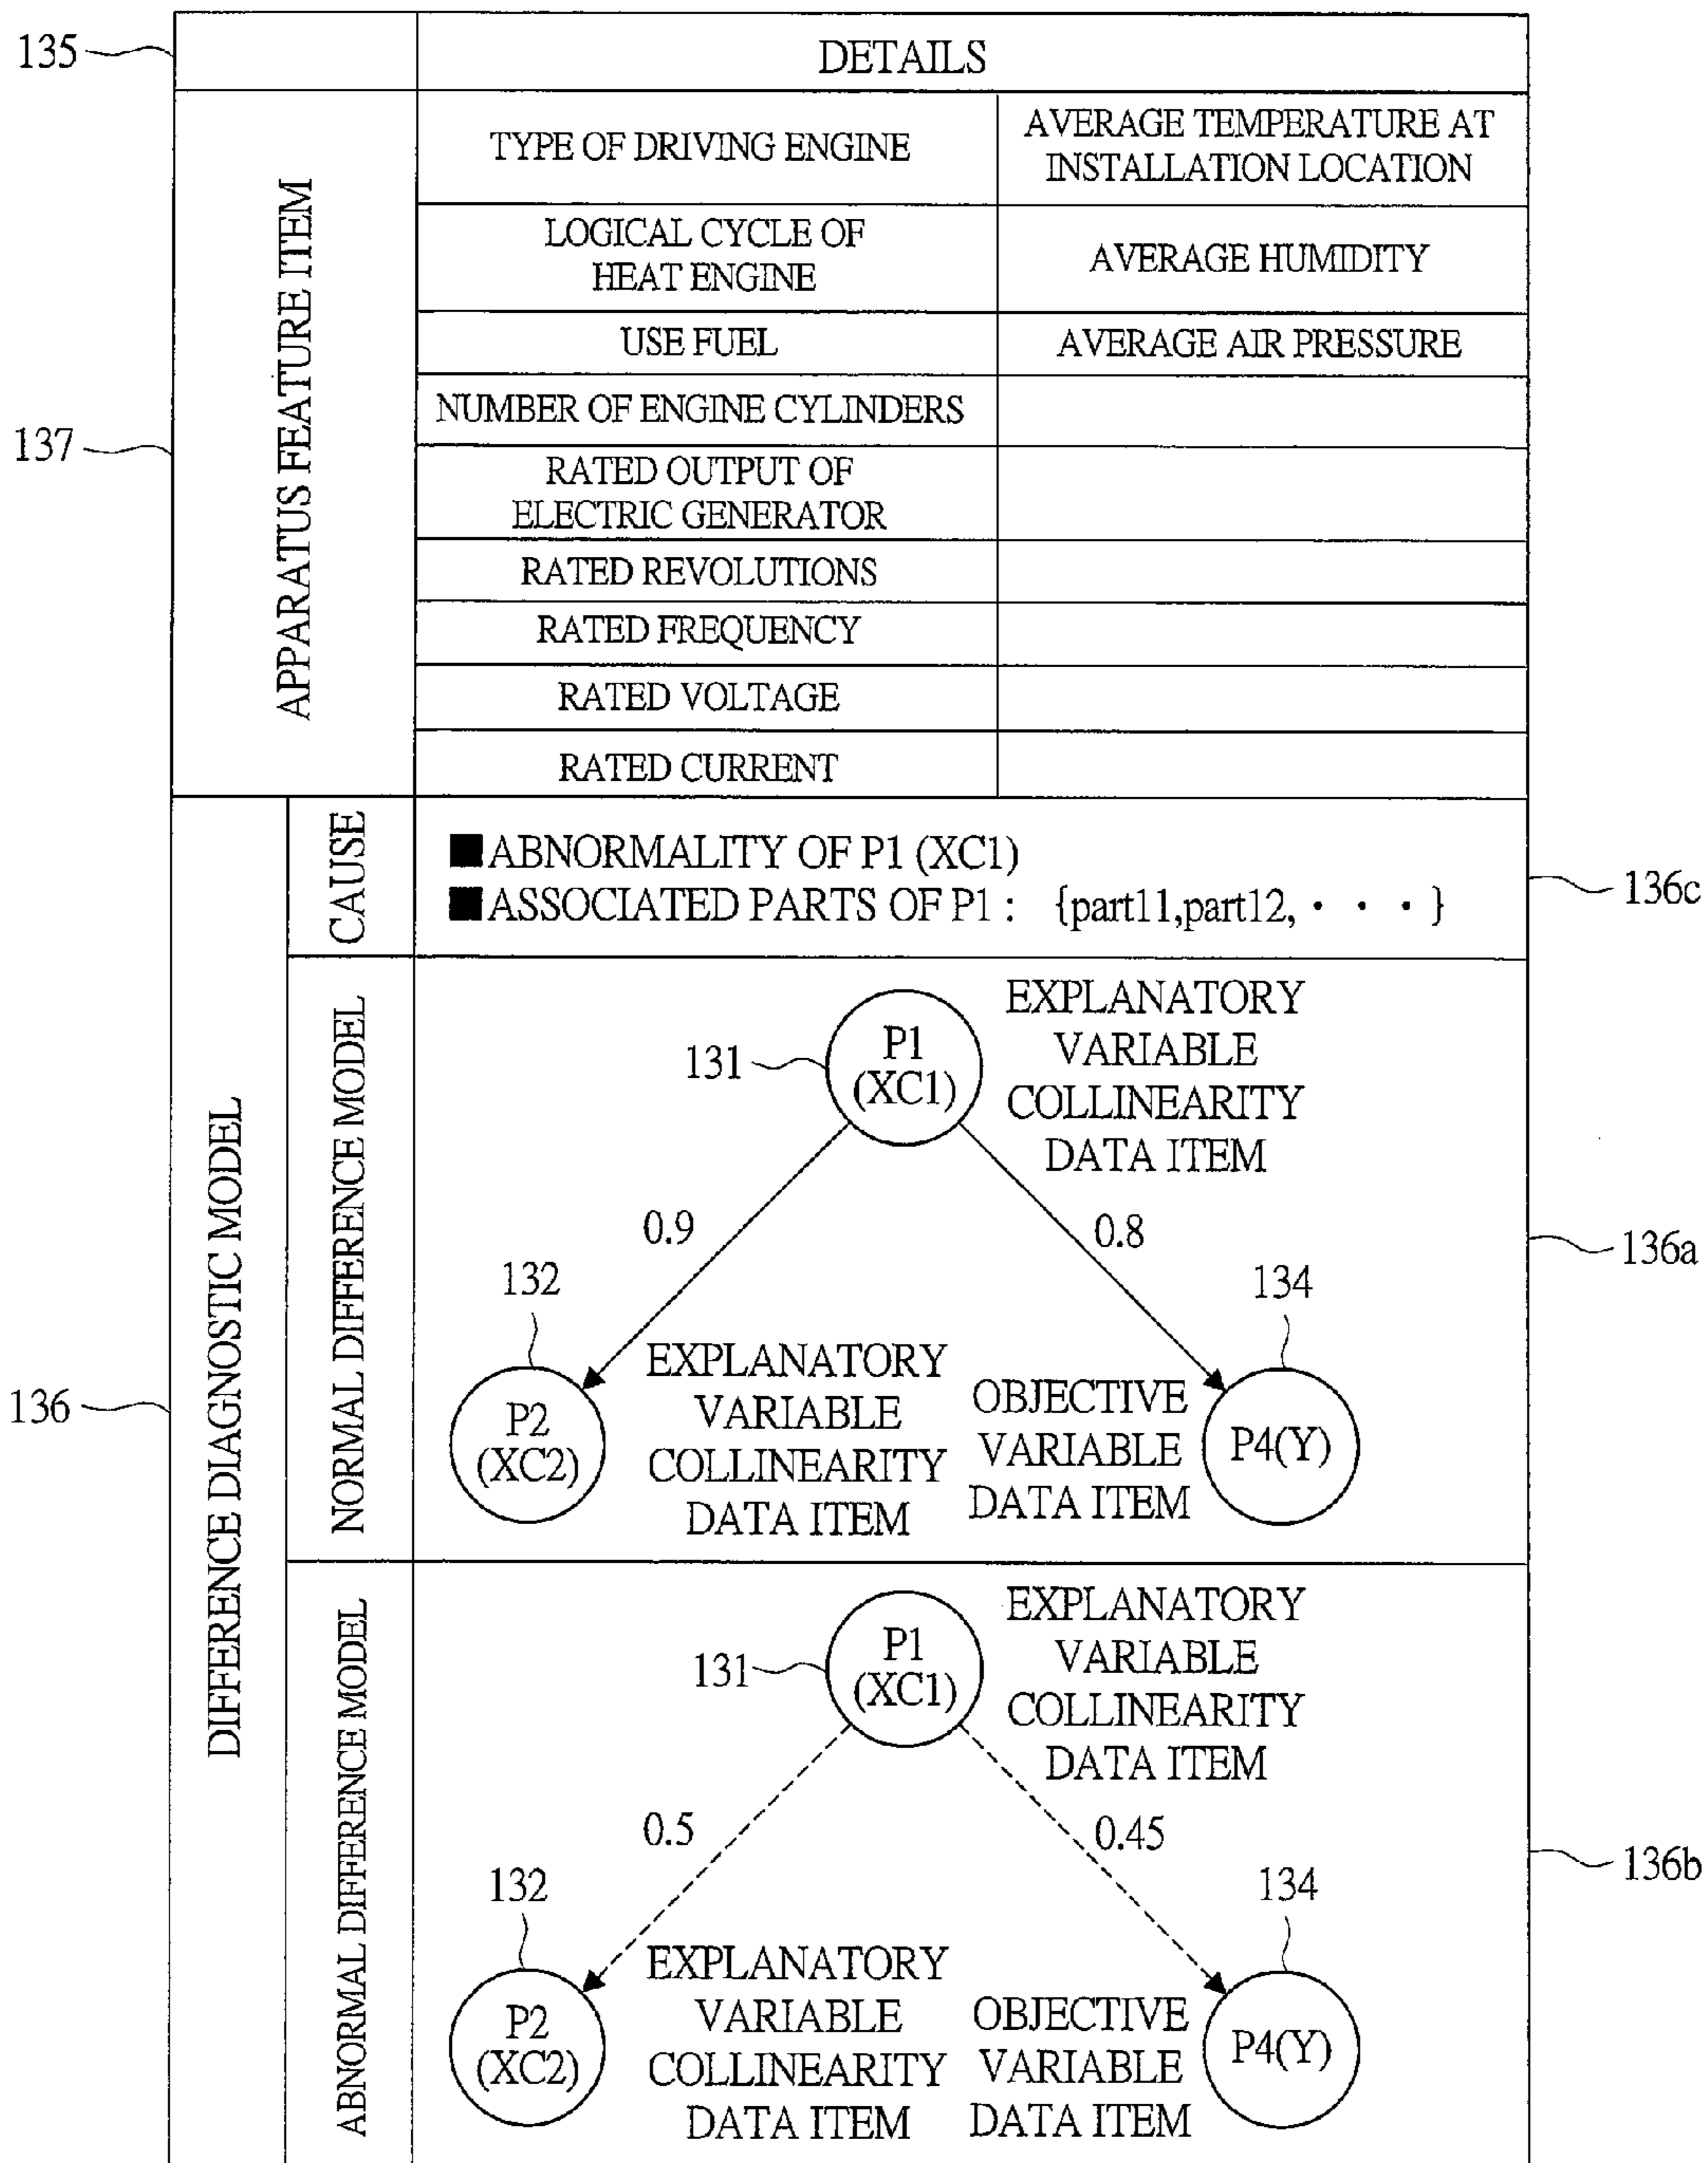 135
DETAILS
137
APPARATUS FEATURE ITEM
TYPE OF DRIVING ENGINE
AVERAGE TEMPERATURE AT
INSTALLATION LOCATION
LOGICAL CYCLE OF
HEAT ENGINE
AVERAGE HUMIDITY
USE FUEL
AVERAGE AIR PRESSURE
NUMBER OF ENGINE CYLINDERS
RATED OUTPUT OF
ELECTRIC GENERATOR
RATED REVOLUTIONS
RATED FREQUENCY
RATED VOLTAGE
RATED CURRENT
136
DIFFERENCE DIAGNOSTIC MODEL
CAUSE
■ABNORMALITY OF P1 (XC1)
■ASSOCIATED PARTS OF P1 : {part11,part12, · · · }
136c
NORMAL DIFFERENCE MODEL
131
P1
(XC1)
EXPLANATORY
VARIABLE
COLLINEARITY
DATA ITEM
0.9
0.8
136a
132
P2
(XC2)
EXPLANATORY
VARIABLE
COLLINEARITY
DATA ITEM
OBJECTIVE
VARIABLE
DATA ITEM
134
P4(Y)
ABNORMAL DIFFERENCE MODEL
131
P1
(XC1)
EXPLANATORY
VARIABLE
COLLINEARITY
DATA ITEM
0.5
0.45
136b
132
P2
(XC2)
EXPLANATORY
VARIABLE
COLLINEARITY
DATA ITEM
OBJECTIVE
VARIABLE
DATA ITEM
134
P4(Y)